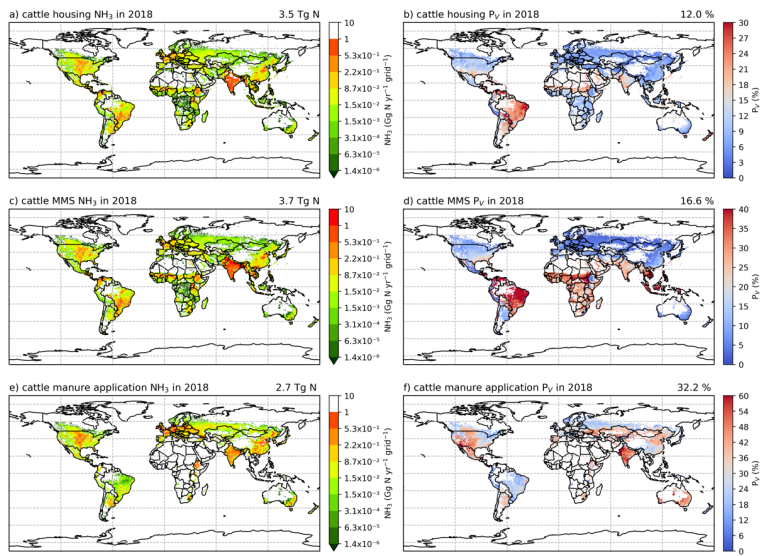 a) cattle housing NH₃ in 2018 3.5 Tg N
10
1
5.3x10⁻¹
2.2x10⁻¹
8.7x10⁻²
1.5x10⁻²
1.5x10⁻³
3.1x10⁻⁴
6.3x10⁻⁵
1.4x10⁻⁶
NH₃ (Gg N yr⁻¹ grid⁻¹)
b) cattle housing Pᵥ in 2018 12.0 %
30
27
24
21
18
15
12
9
6
3
0
Pᵥ (%)
c) cattle MMS NH₃ in 2018 3.7 Tg N
10
1
5.3x10⁻¹
2.2x10⁻¹
8.7x10⁻²
1.5x10⁻²
1.5x10⁻³
3.1x10⁻⁴
6.3x10⁻⁵
1.4x10⁻⁶
NH₃ (Gg N yr⁻¹ grid⁻¹)
d) cattle MMS Pᵥ in 2018 16.6 %
40
36
32
28
24
20
16
12
8
4
0
Pᵥ (%)
e) cattle manure application NH₃ in 2018 2.7 Tg N
10
1
5.3x10⁻¹
2.2x10⁻¹
8.7x10⁻²
1.5x10⁻²
1.5x10⁻³
3.1x10⁻⁴
6.3x10⁻⁵
1.4x10⁻⁶
NH₃ (Gg N yr⁻¹ grid⁻¹)
f) cattle manure application Pᵥ in 2018 32.2 %
60
54
48
42
36
30
24
18
12
6
0
Pᵥ (%)